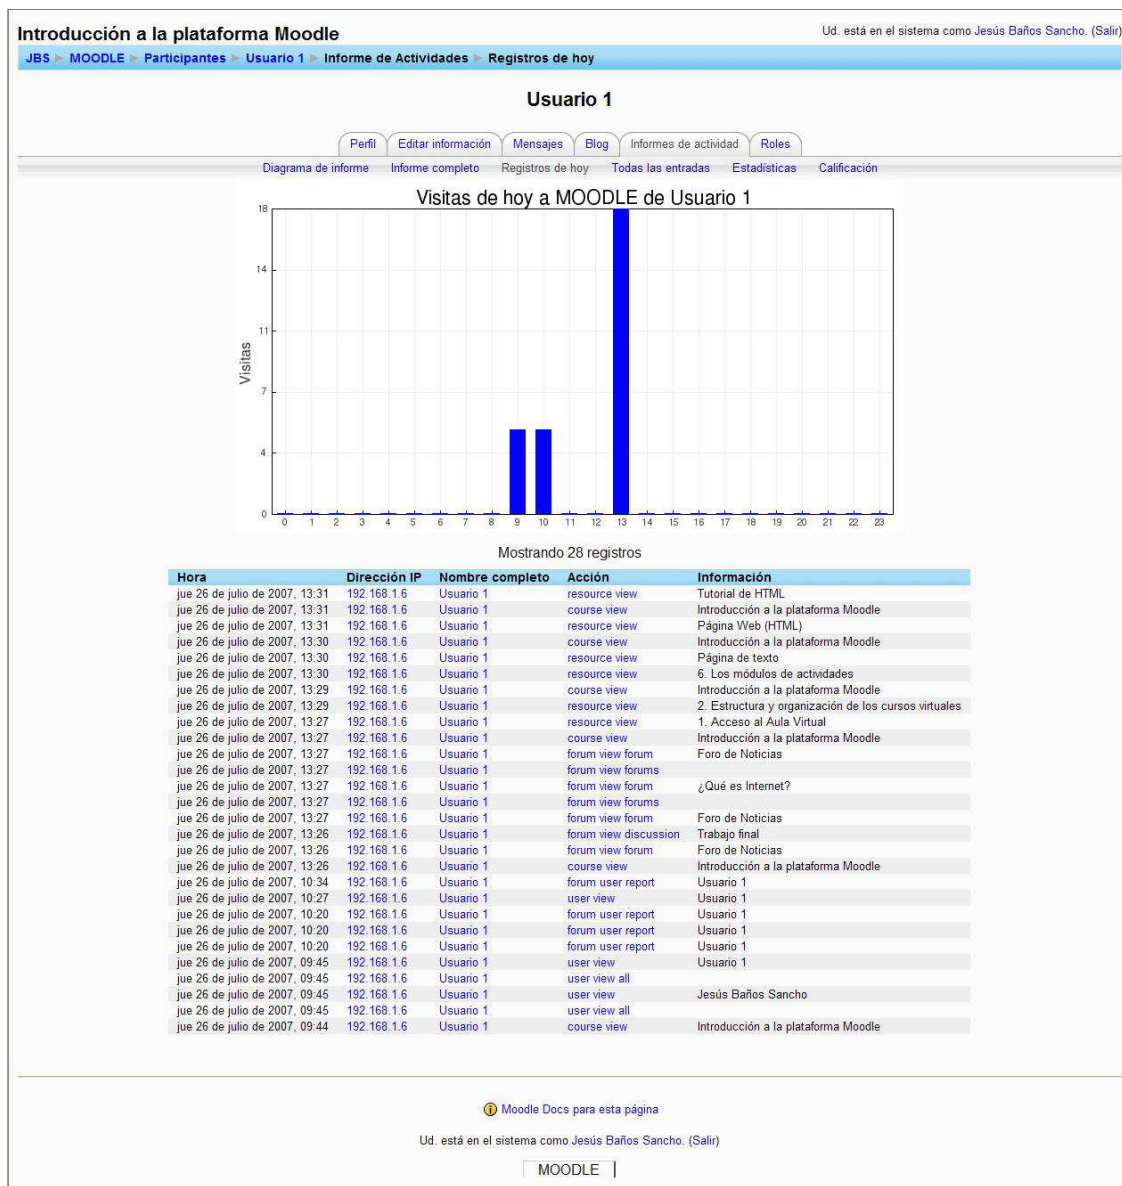 Introducción a la plataforma Moodle
Ud. está en el sistema como Jesús Baños Sancho. (Salir)
JBS ► MOODLE ► Participantes ► Usuario 1 ► Informe de Actividades ► Registros de hoy
Usuario 1
Perfil Editar información Mensajes Blog Informes de actividad Roles
Diagrama de informe Informe completo Registros de hoy Todas las entradas Estadísticas Calificación
Visitas de hoy a MOODLE de Usuario 1
18
14
11
Visitas
7
4
0
0 1 2 3 4 5 6 7 8 9 10 11 12 13 14 15 16 17 18 19 20 21 22 23
Mostrando 28 registros
Hora Dirección IP Nombre completo Acción Información
jue 26 de julio de 2007, 13:31 192.168.1.6 Usuario 1 resource view Tutorial de HTML
jue 26 de julio de 2007, 13:31 192.168.1.6 Usuario 1 course view Introducción a la plataforma Moodle
jue 26 de julio de 2007, 13:31 192.168.1.6 Usuario 1 resource view Página Web (HTML)
jue 26 de julio de 2007, 13:30 192.168.1.6 Usuario 1 course view Introducción a la plataforma Moodle
jue 26 de julio de 2007, 13:30 192.168.1.6 Usuario 1 resource view Página de texto
jue 26 de julio de 2007, 13:30 192.168.1.6 Usuario 1 resource view 6. Los módulos de actividades
jue 26 de julio de 2007, 13:29 192.168.1.6 Usuario 1 course view Introducción a la plataforma Moodle
jue 26 de julio de 2007, 13:29 192.168.1.6 Usuario 1 resource view 2. Estructura y organización de los cursos virtuales
jue 26 de julio de 2007, 13:27 192.168.1.6 Usuario 1 resource view 1. Acceso al Aula Virtual
jue 26 de julio de 2007, 13:27 192.168.1.6 Usuario 1 course view Introducción a la plataforma Moodle
jue 26 de julio de 2007, 13:27 192.168.1.6 Usuario 1 forum view forum Foro de Noticias
jue 26 de julio de 2007, 13:27 192.168.1.6 Usuario 1 forum view forums
jue 26 de julio de 2007, 13:27 192.168.1.6 Usuario 1 forum view forum ¿Qué es Internet?
jue 26 de julio de 2007, 13:27 192.168.1.6 Usuario 1 forum view forums
jue 26 de julio de 2007, 13:27 192.168.1.6 Usuario 1 forum view forum Foro de Noticias
jue 26 de julio de 2007, 13:26 192.168.1.6 Usuario 1 forum view discussion Trabajo final
jue 26 de julio de 2007, 13:26 192.168.1.6 Usuario 1 forum view forum Foro de Noticias
jue 26 de julio de 2007, 13:26 192.168.1.6 Usuario 1 course view Introducción a la plataforma Moodle
jue 26 de julio de 2007, 10:34 192.168.1.6 Usuario 1 forum user report Usuario 1
jue 26 de julio de 2007, 10:27 192.168.1.6 Usuario 1 user view Usuario 1
jue 26 de julio de 2007, 10:20 192.168.1.6 Usuario 1 forum user report Usuario 1
jue 26 de julio de 2007, 10:20 192.168.1.6 Usuario 1 forum user report Usuario 1
jue 26 de julio de 2007, 10:20 192.168.1.6 Usuario 1 forum user report Usuario 1
jue 26 de julio de 2007, 09:45 192.168.1.6 Usuario 1 user view Usuario 1
jue 26 de julio de 2007, 09:45 192.168.1.6 Usuario 1 user view all
jue 26 de julio de 2007, 09:45 192.168.1.6 Usuario 1 user view Jesús Baños Sancho
jue 26 de julio de 2007, 09:45 192.168.1.6 Usuario 1 user view all
jue 26 de julio de 2007, 09:44 192.168.1.6 Usuario 1 course view Introducción a la plataforma Moodle
Moodle Docs para esta página
Ud. está en el sistema como Jesús Baños Sancho. (Salir)
MOODLE